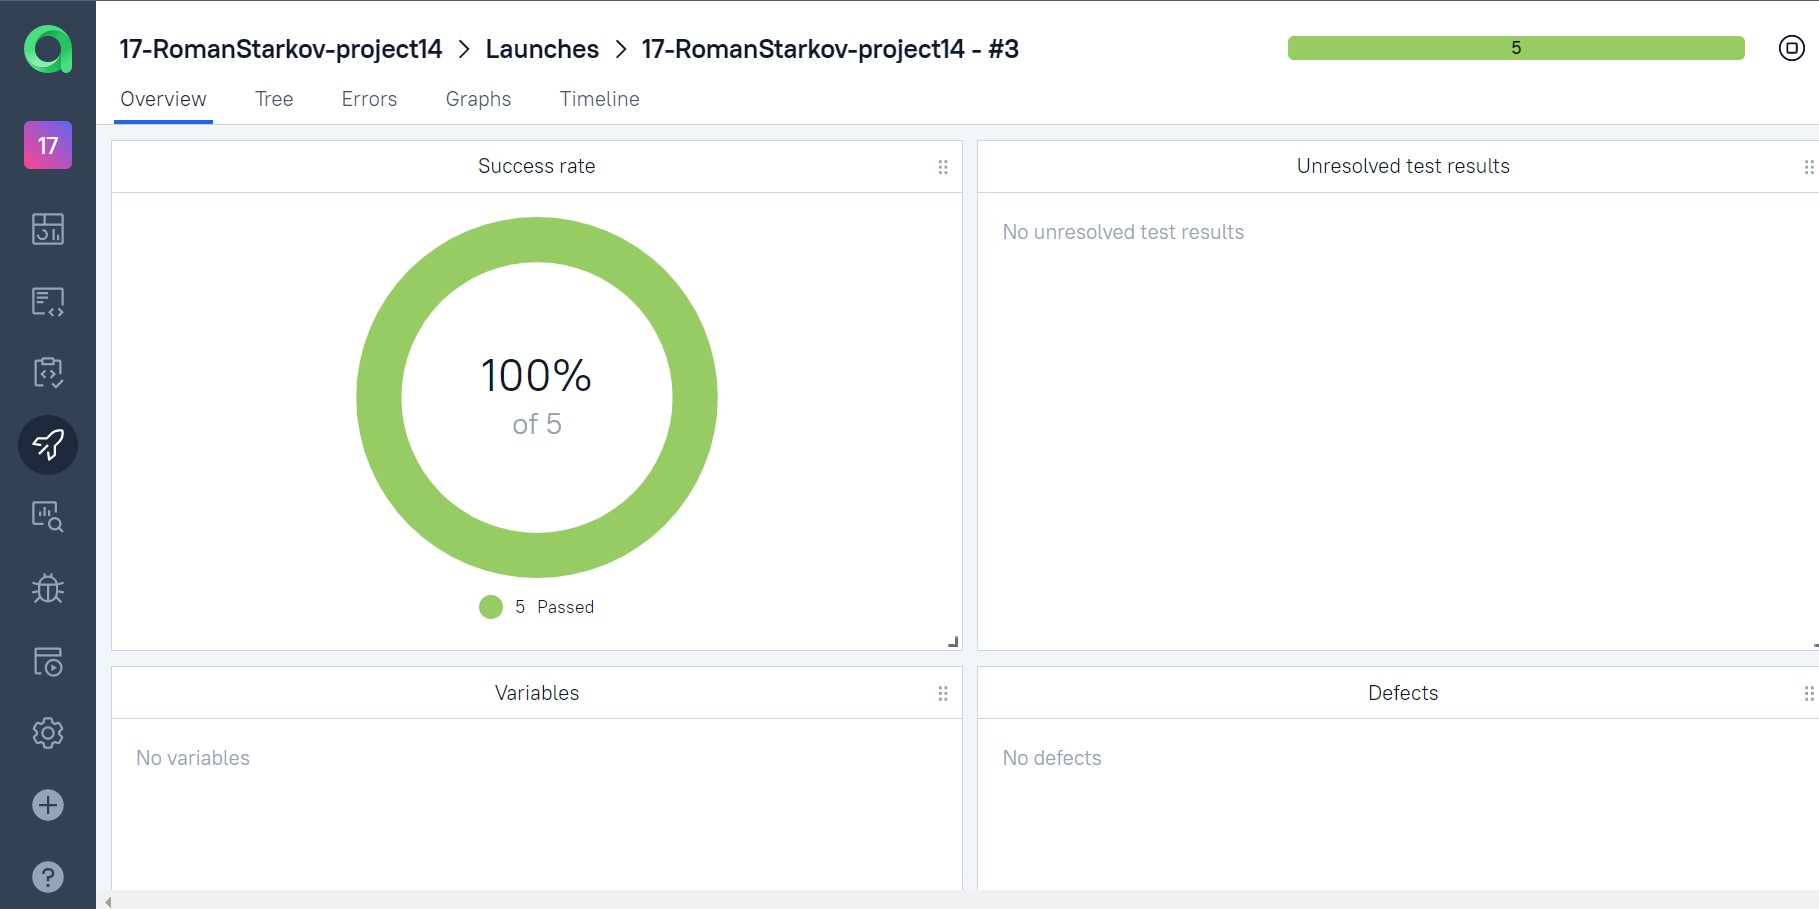 17-RomanStarkov-project14 > Launches > 17-RomanStarkov-project14 - #3
5
Overview Tree Errors Graphs Timeline
17
Success rate
100%
of 5
5 Passed
Unresolved test results
No unresolved test results
Variables
No variables
Defects
No defects